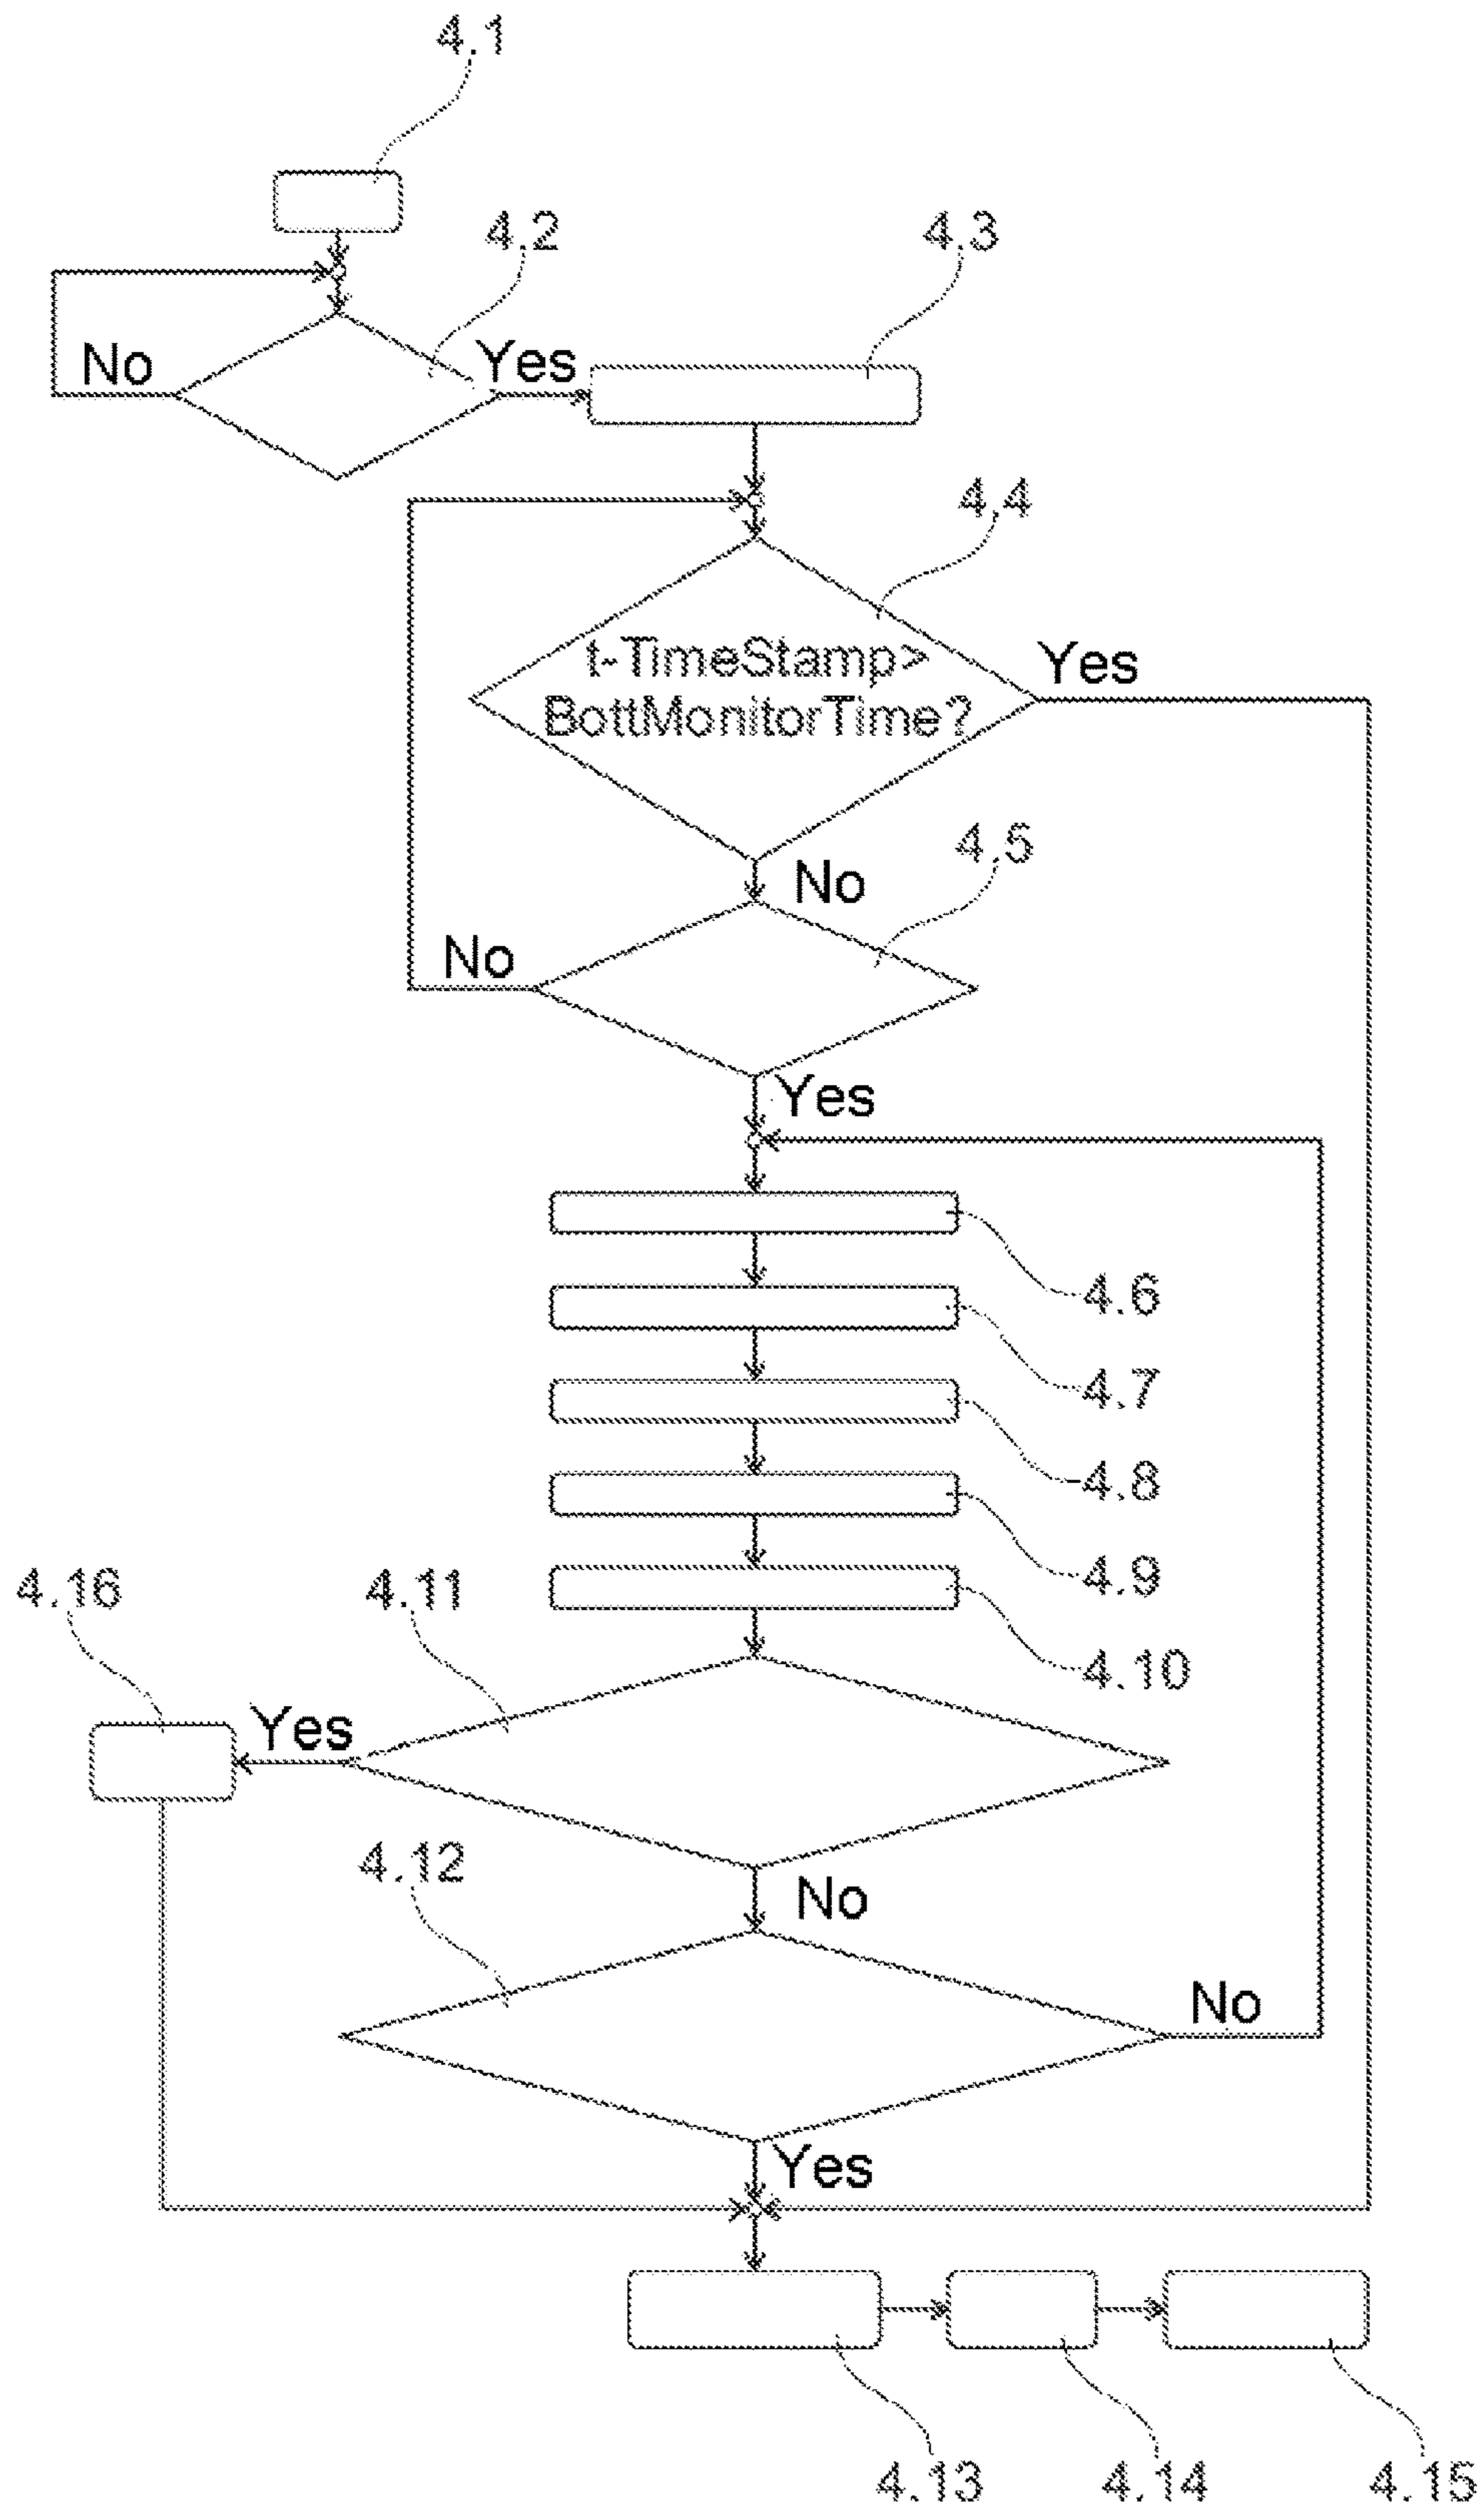 4.1
4.2
4.3
No
Yes
4.4
t-TimeStamp>
BottMonitorTime?
Yes
4.5
No
No
Yes
4.6
4.7
4.8
4.9
4.10
4.16
4.11
Yes
4.12
No
No
Yes
4.13
4.14
4.15